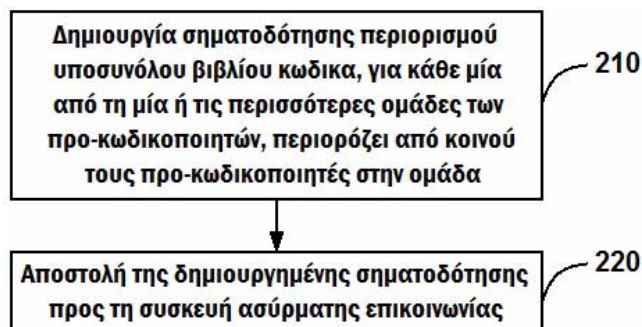 Δημιουργία σηματοδότησης περιορισμού
υποσυνόλου βιβλίου κωδικα, για κάθε μία
από τη μία ή τις περισσότερες ομάδες των
προ-κωδικοποιητών, περιορόζει από κοινού
τους προ-κωδικοποιητές στην ομάδα
210
Αποστολή της δημιουργημένης σηματοδότησης
προς τη συσκευή ασύρματης επικοινωνίας
220